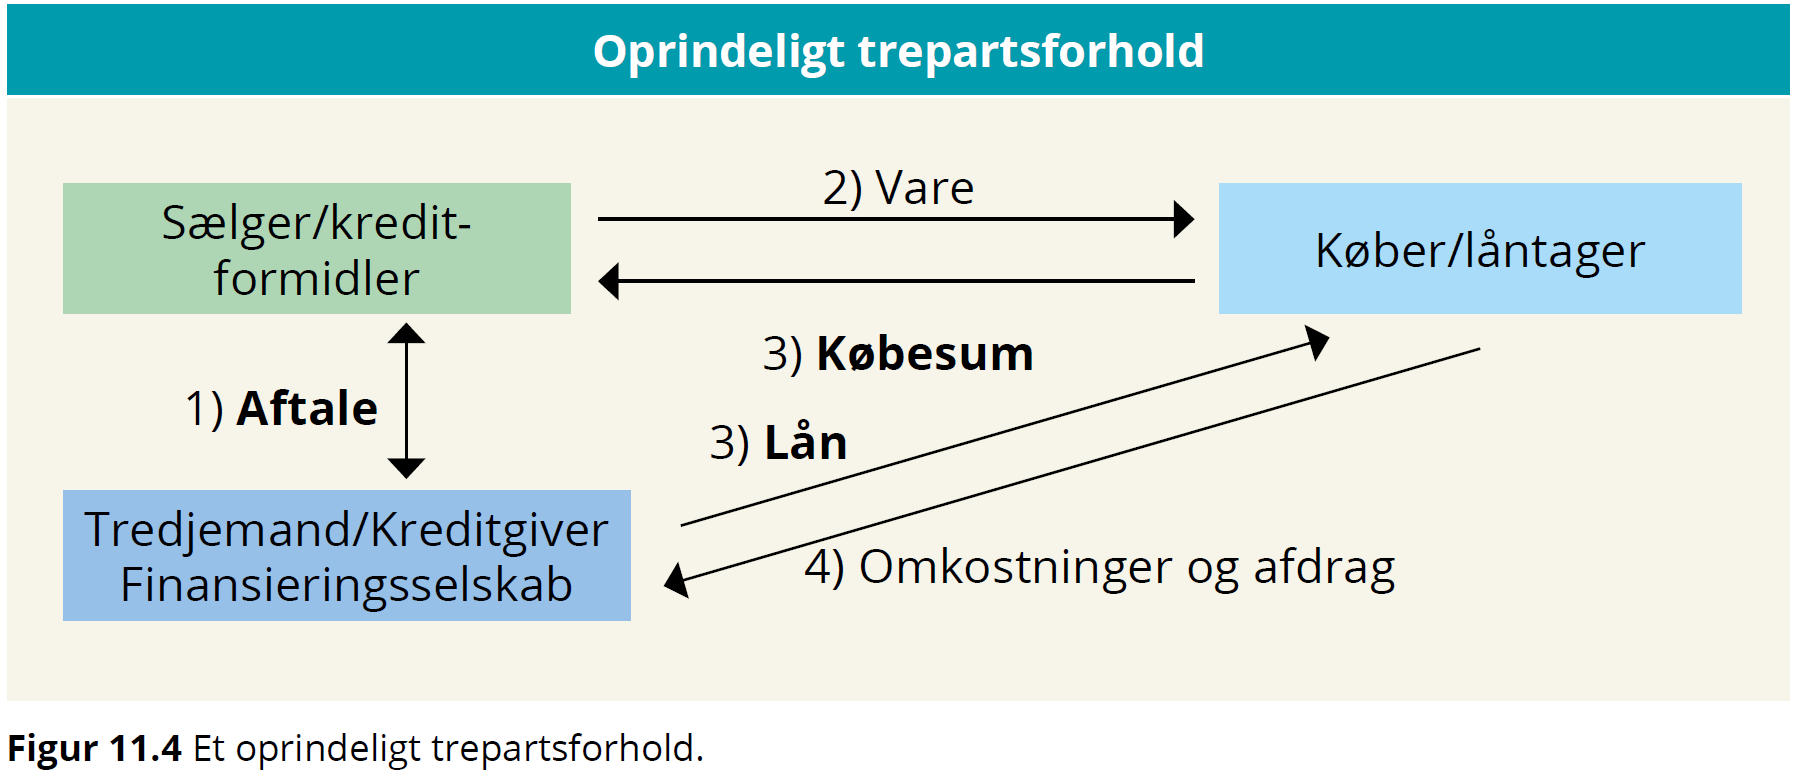 Oprindeligt trepartsforhold
2) Vare
Sælger/kredit-
formidler
Køber/låntager
3) Købesum
1) Aftale
3) Lån
Tredjemand/Kreditgiver
Finansieringsselskab
4) Omkostninger og afdrag
Figur 11.4 Et oprindeligt trepartsforhold.